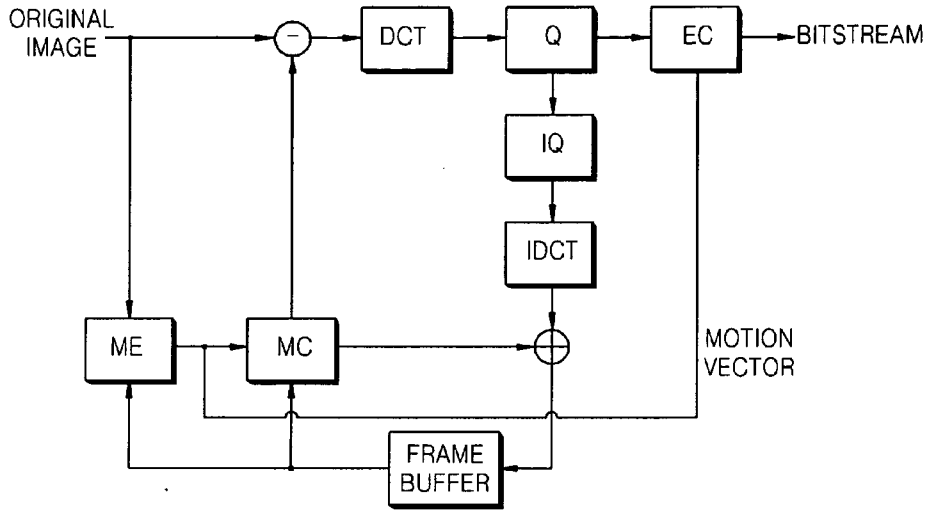 ORIGINAL
IMAGE
−
DCT
Q
EC
BITSTREAM
IQ
IDCT
ME
MC
MOTION
VECTOR
FRAME
BUFFER